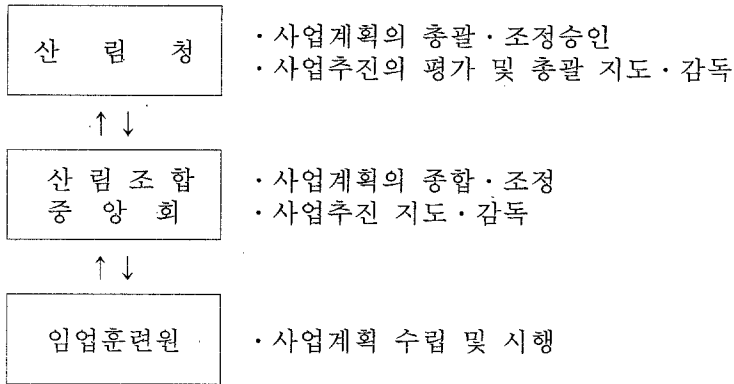 산 림 청
· 사업계획의 총괄 · 조정승인
· 사업추진의 평가 및 총괄 지도 · 감독
↑ ↓
산 림 조 합
중 앙 회
· 사업계획의 종합 · 조정
· 사업추진 지도 · 감독
↑ ↓
임업훈련원
· 사업계획 수립 및 시행